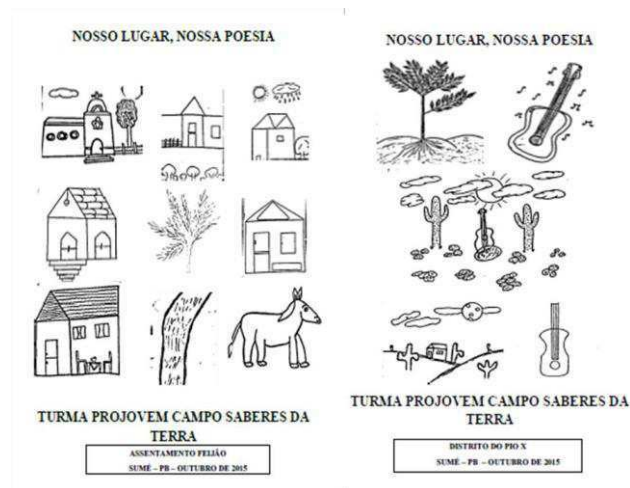 NOSSO LUGAR, NOSSA POESIA
TURMA PROJOVEM CAMPO SABERES DA
TERRA
ASSENTAMENTO FEIJÃO
SUMÉ – PB – OUTUBRO DE 2015
NOSSO LUGAR, NOSSA POESIA
TURMA PROJOVEM CAMPO SABERES DA
TERRA
DISTRITO DO PIO X
SUMÉ – PB – OUTUBRO DE 2015